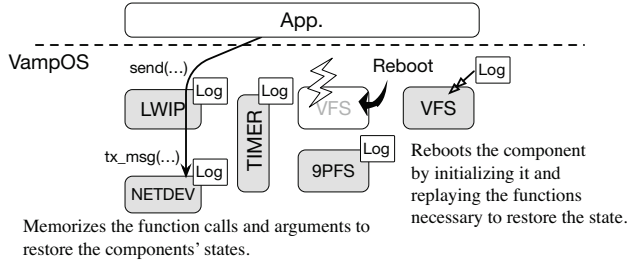 App.
VampOS
send(...)
Reboot
Log
Log
Log
LWIP
VFS
VFS
TIMER
tx_msg(...)
Log
Log
NETDEV
9PFS
Reboots the component
by initializing it and
replaying the functions
necessary to restore the state.
Memorizes the function calls and arguments to
restore the components' states.